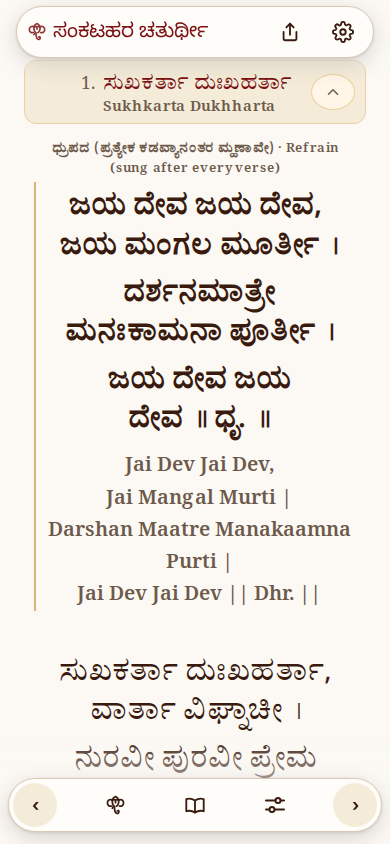 ಸಂಕಟಹರ ಚತುರ್ಥೀ
1. ಸುಖಕರ್ತಾ ದುಃಖಹರ್ತಾ
Sukhkarta Dukhharta
ಧ್ರುಪದ (ಪ್ರತ್ಯೇಕ ಕಡವ್ಯಾನಂತರ ಮ್ಹಣಾವೇ) · Refrain
(sung after every verse)
ಜಯ ದೇವ ಜಯ ದೇವ,
ಜಯ ಮಂಗಲ ಮೂರ್ತೀ ।
ದರ್ಶನಮಾತ್ರೇ
ಮನಃಕಾಮನಾ ಪೂರ್ತೀ ।
ಜಯ ದೇವ ಜಯ
ದೇವ ॥ ಧೃ. ॥
Jai Dev Jai Dev,
Jai Mangal Murti |
Darshan Maatre Manakaamna
Purti |
Jai Dev Jai Dev || Dhr. ||
ಸುಖಕರ್ತಾ ದುಃಖಹರ್ತಾ,
ವಾರ್ತಾ ವಿಘ್ನಾಚೀ ।
ನುರವೀ ಪುರವೀ ಪ್ರೇಮ